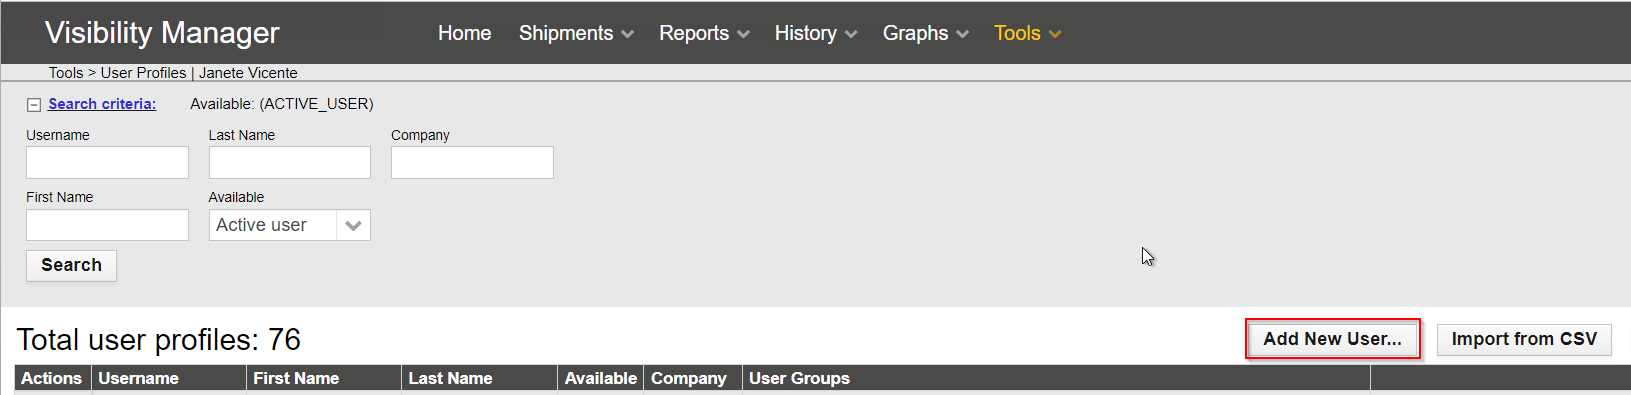 Visibility Manager Home Shipments Reports History Graphs Tools
Tools > User Profiles | Janete Vicente
Search criteria: Available: (ACTIVE_USER)
Username Last Name Company
First Name Available
Active user
Search
Total user profiles: 76 Add New User... Import from CSV
Actions Username First Name Last Name Available Company User Groups